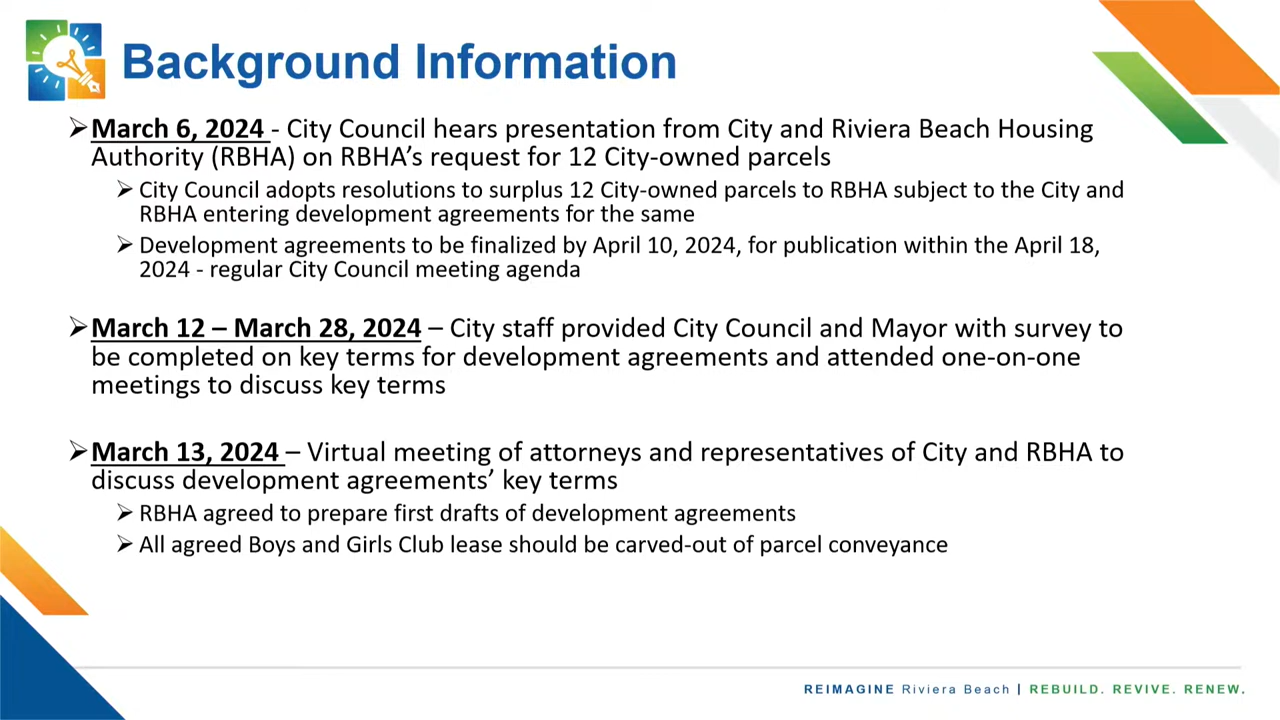 Background Information
➢March 6, 2024 - City Council hears presentation from City and Riviera Beach Housing
Authority (RBHA) on RBHA’s request for 12 City-owned parcels
➢City Council adopts resolutions to surplus 12 City-owned parcels to RBHA subject to the City and
RBHA entering development agreements for the same
➢Development agreements to be finalized by April 10, 2024, for publication within the April 18,
2024 - regular City Council meeting agenda
➢March 12 – March 28, 2024 – City staff provided City Council and Mayor with survey to
be completed on key terms for development agreements and attended one-on-one
meetings to discuss key terms
➢March 13, 2024 – Virtual meeting of attorneys and representatives of City and RBHA to
discuss development agreements’ key terms
➢RBHA agreed to prepare first drafts of development agreements
➢All agreed Boys and Girls Club lease should be carved-out of parcel conveyance
REIMAGINE Riviera Beach | REBUILD. REVIVE. RENEW.